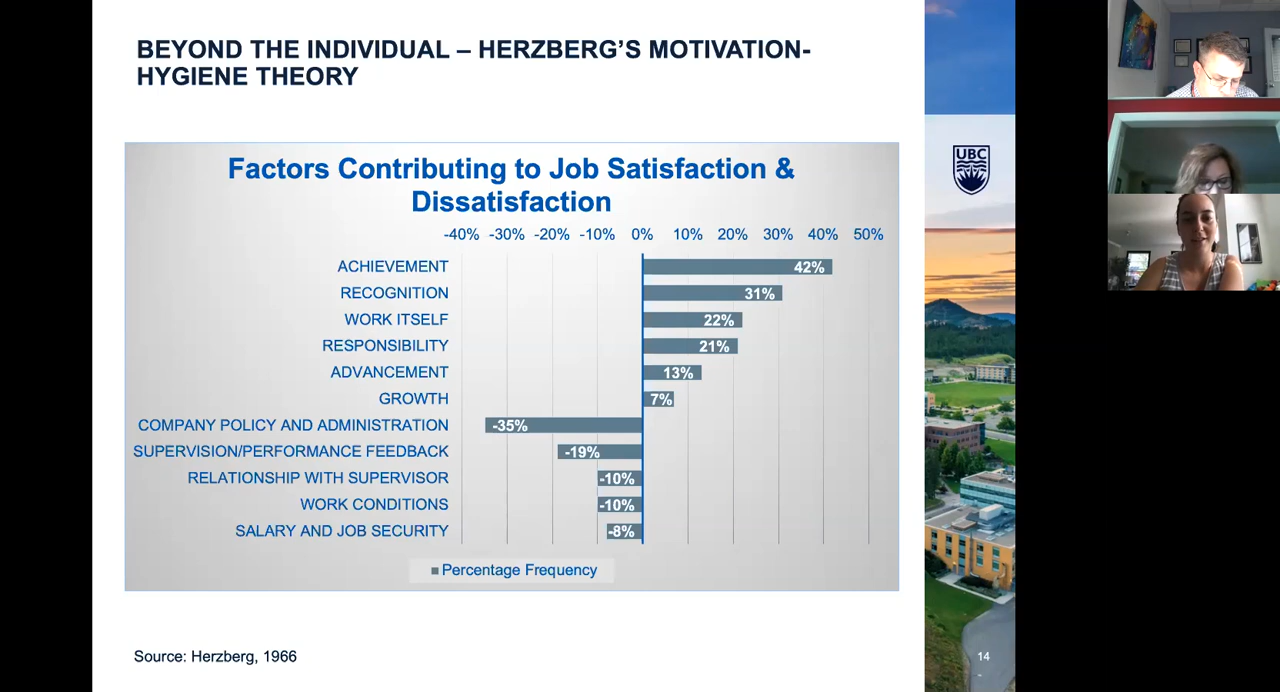 BEYOND THE INDIVIDUAL – HERZBERG'S MOTIVATION-
HYGIENE THEORY
Factors Contributing to Job Satisfaction &
Dissatisfaction
-40% -30% -20% -10% 0% 10% 20% 30% 40% 50%
ACHIEVEMENT 42%
RECOGNITION 31%
WORK ITSELF 22%
RESPONSIBILITY 21%
ADVANCEMENT 13%
GROWTH 7%
COMPANY POLICY AND ADMINISTRATION -35%
SUPERVISION/PERFORMANCE FEEDBACK -19%
RELATIONSHIP WITH SUPERVISOR -10%
WORK CONDITIONS -10%
SALARY AND JOB SECURITY -8%
Percentage Frequency
Source: Herzberg, 1966
UBC
14